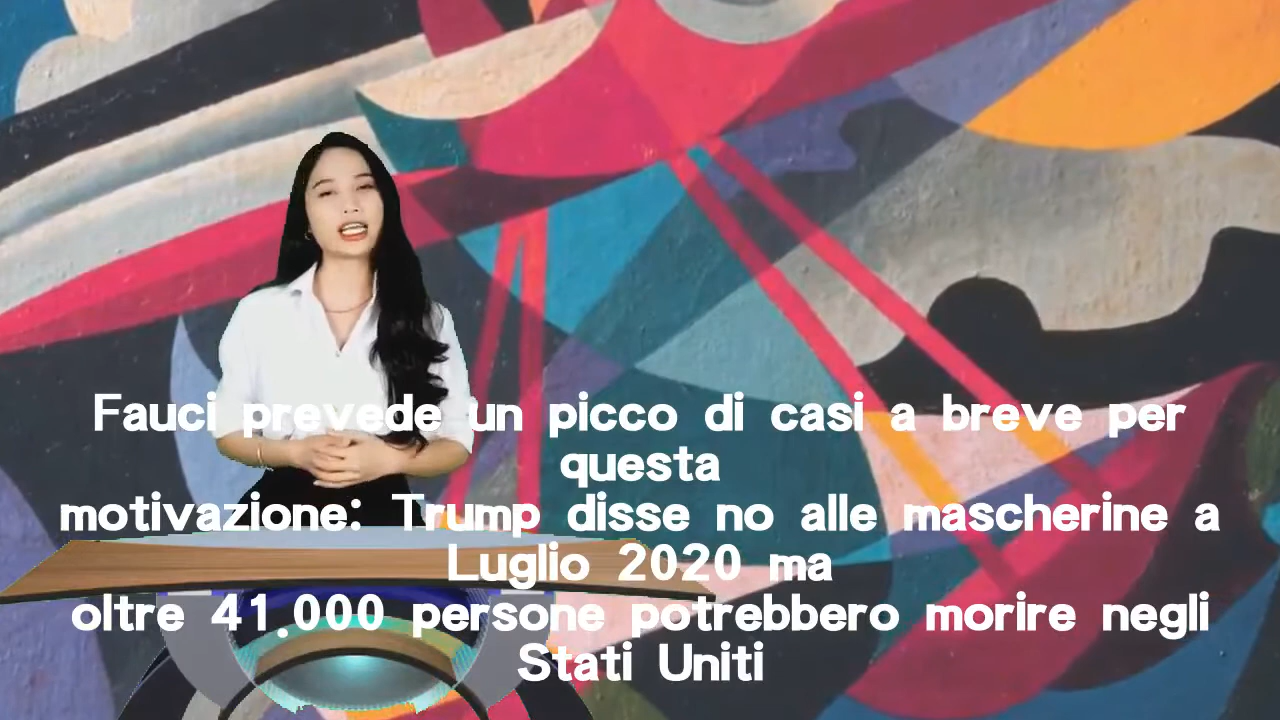 Fauci prevede un picco di casi a breve per
questa
motivazione: Trump disse no alle mascherine a
Luglio 2020 ma
oltre 41.000 persone potrebbero morire negli
Stati Uniti